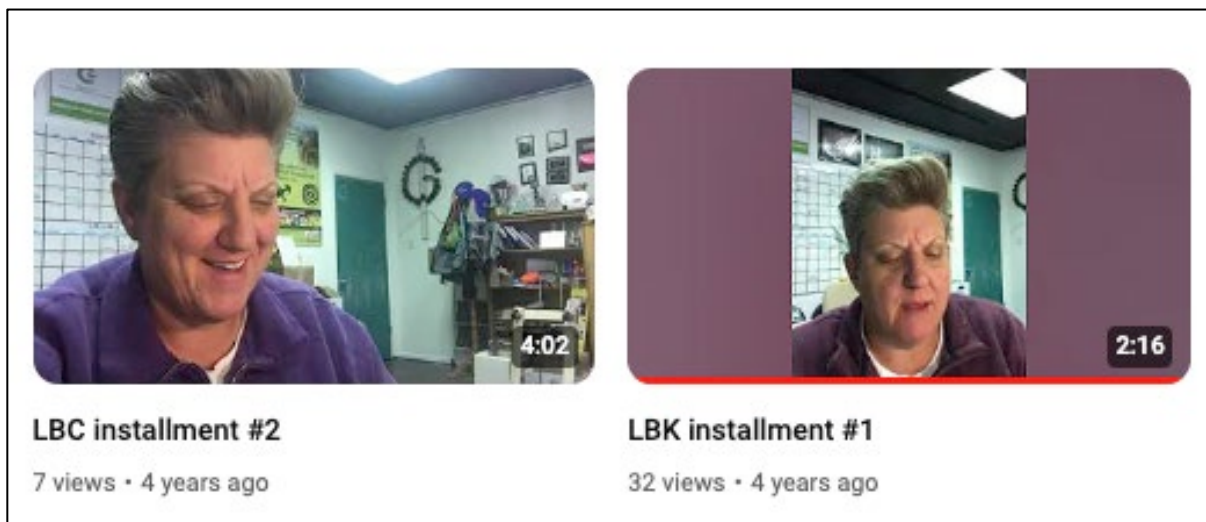 4:02
2:16
LBC installment #2
LBK installment #1
7 views • 4 years ago
32 views • 4 years ago